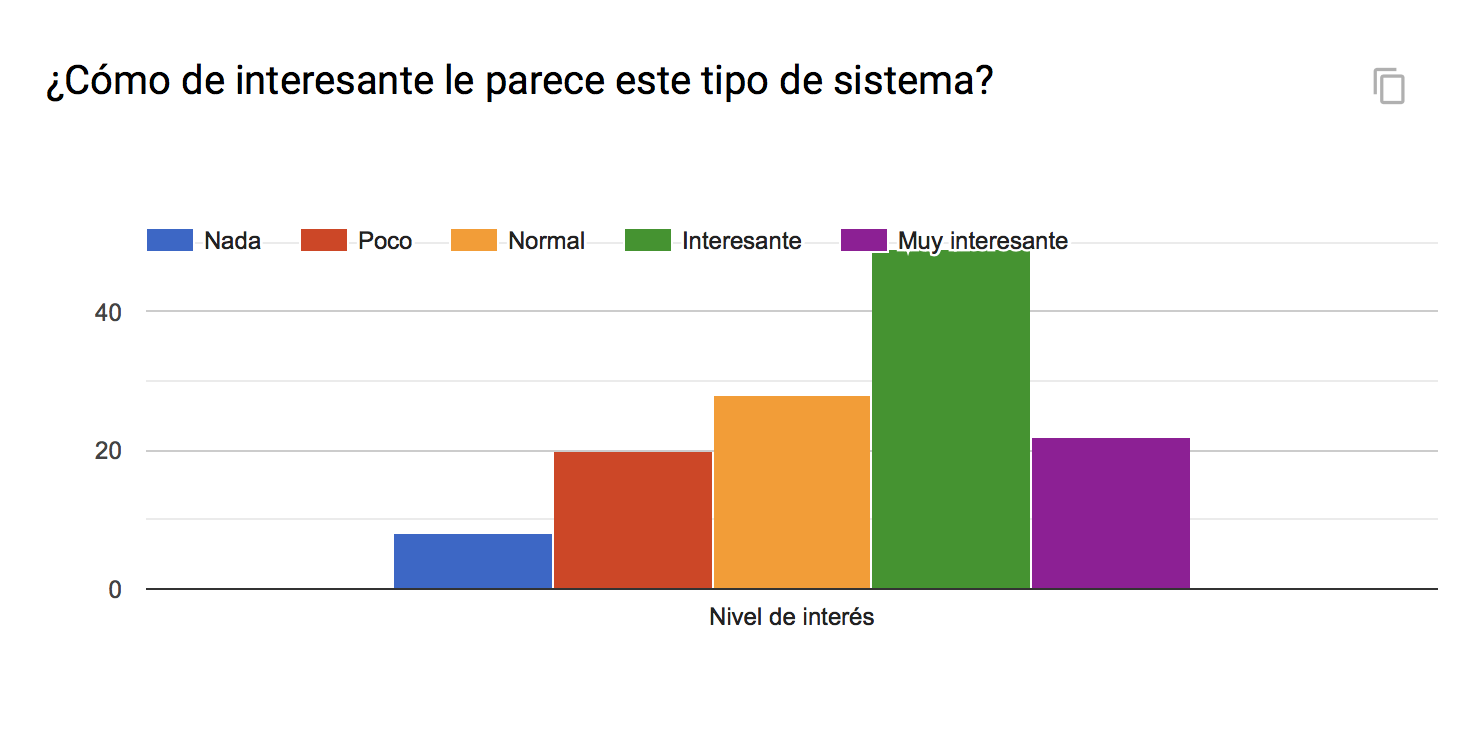 ¿Cómo de interesante le parece este tipo de sistema?
Nada Poco Normal Interesante Muy interesante
40
20
0
Nivel de interés